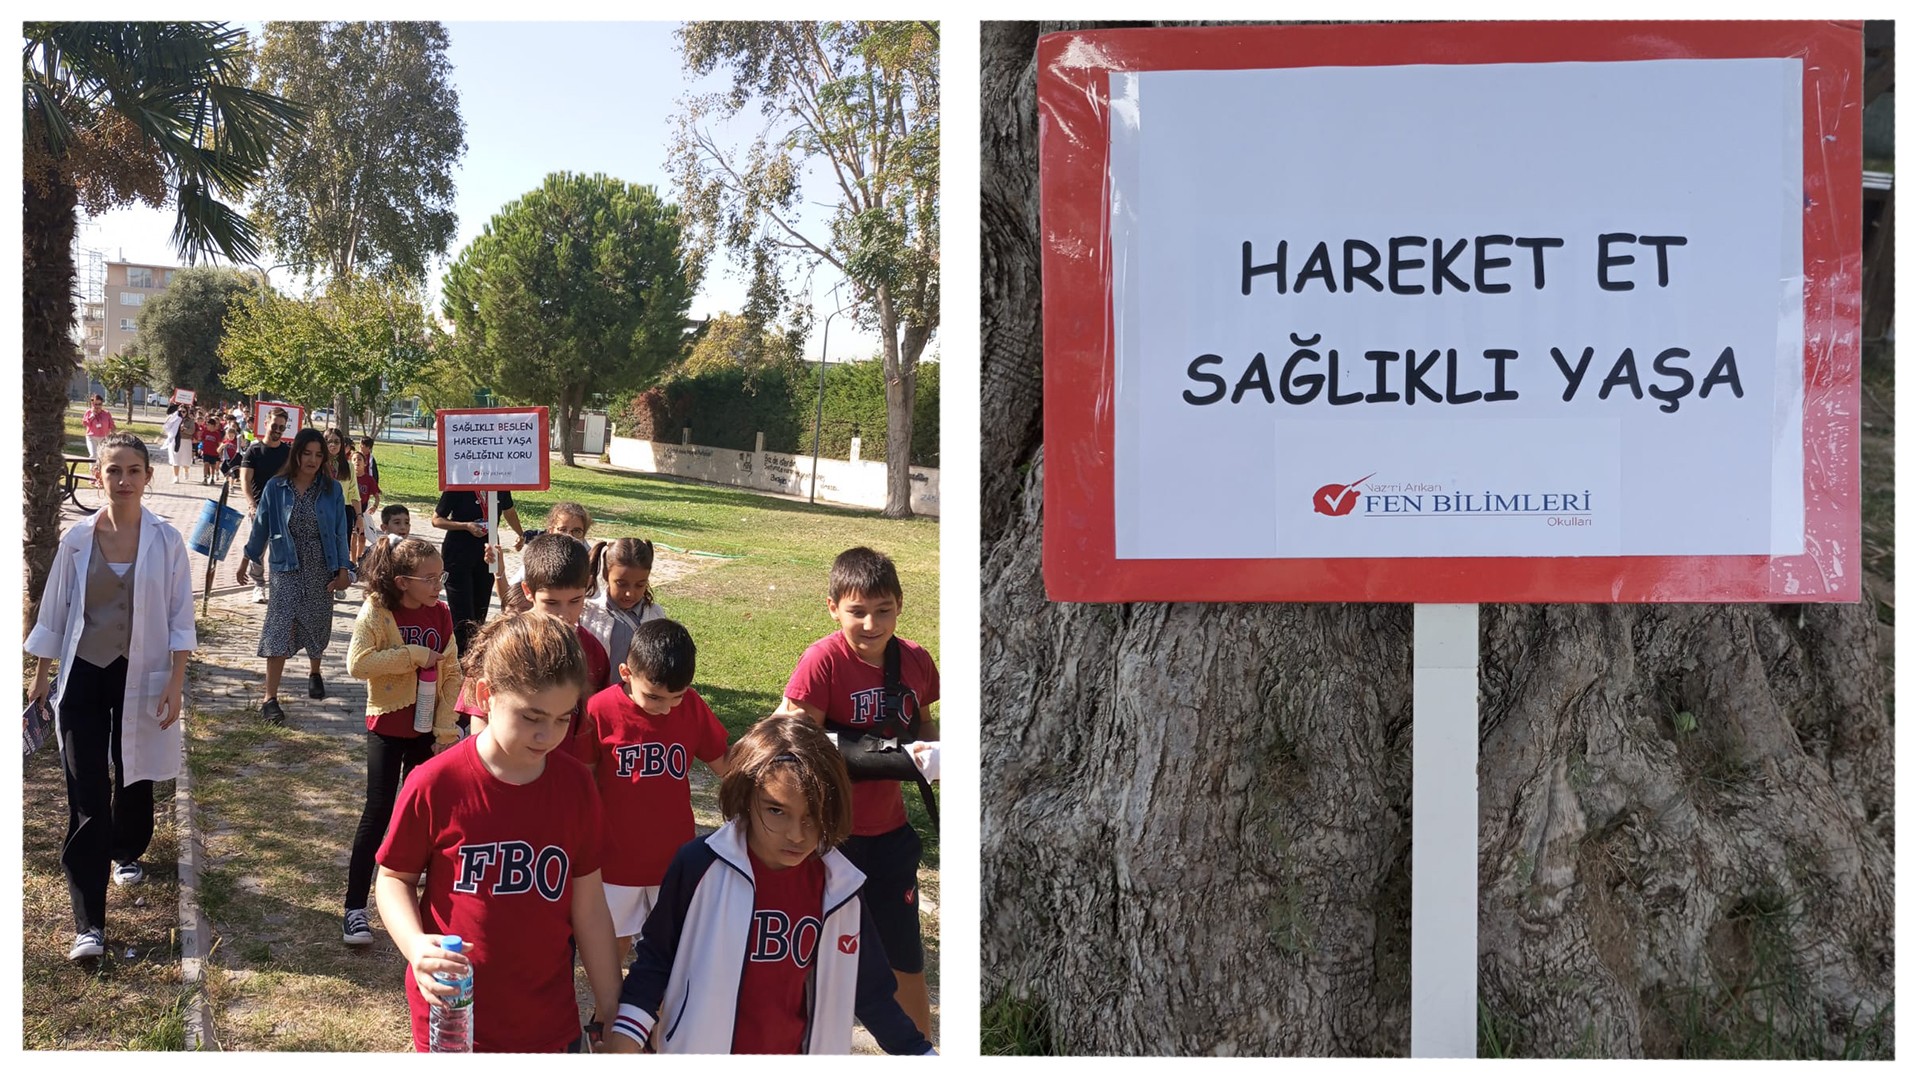 SAĞLIKLI BESLEN
HAREKETLİ YAŞA
SAĞLIĞINI KORU
FBO
FBO
FBO
FBO
BO
HAREKET ET
SAĞLIKLI YAŞA
Nazmi Arıkan
FEN BİLİMLERİ
Okulları